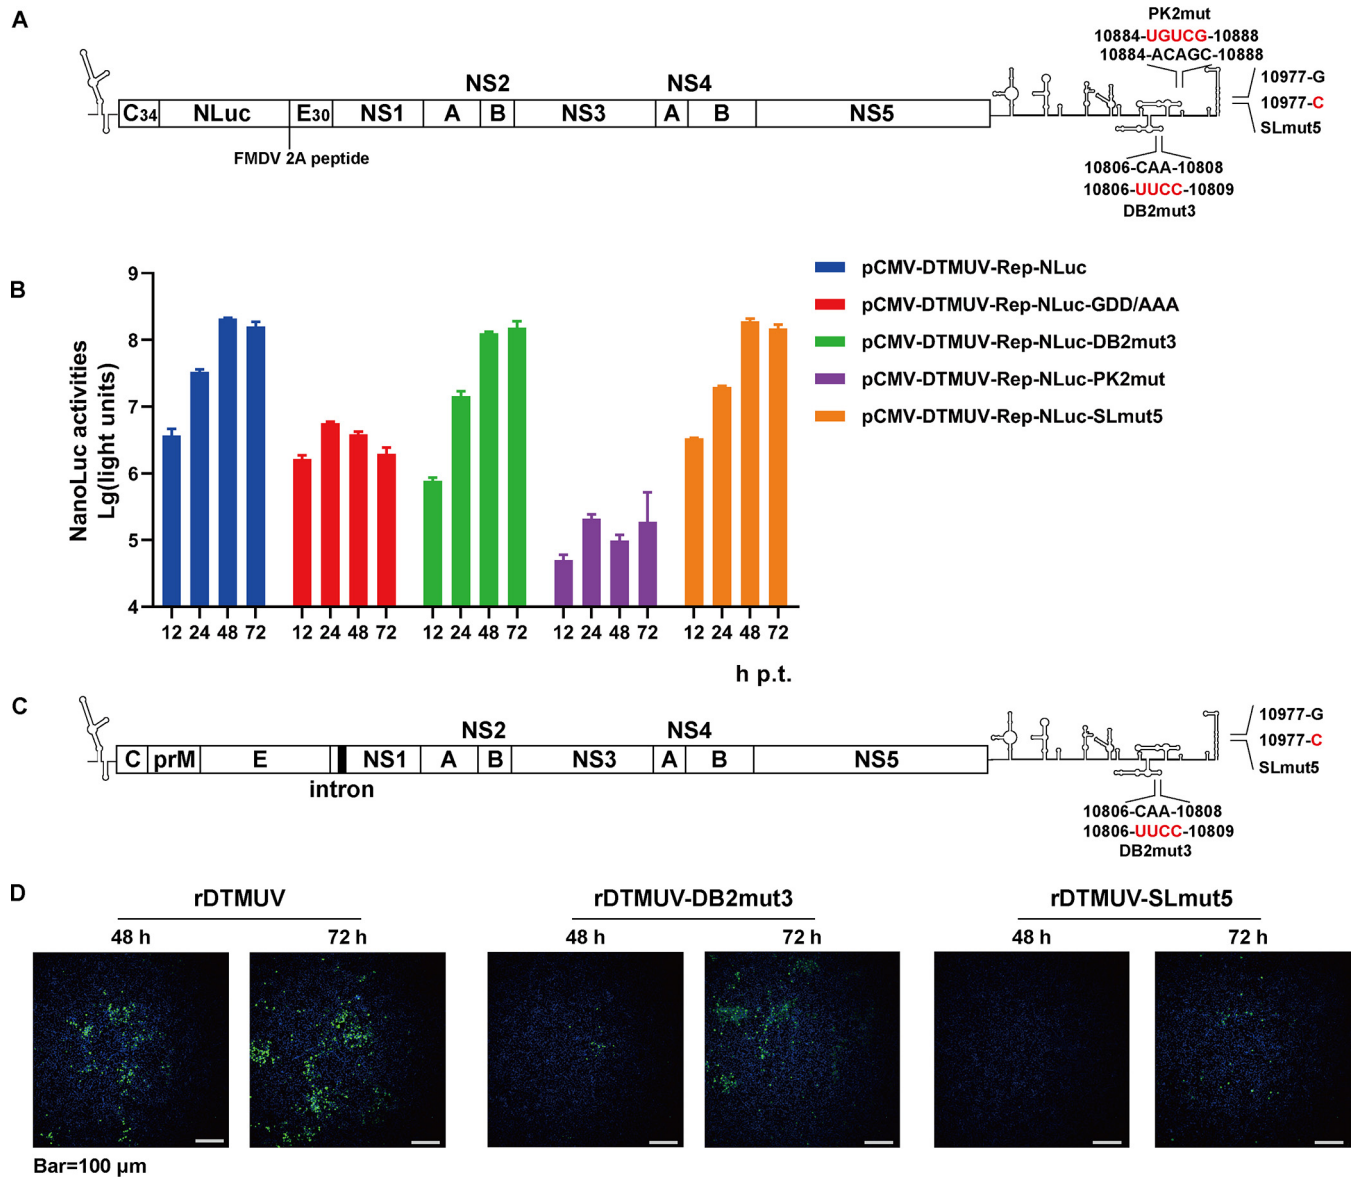 A
PK2mut
10884-UGUCG-10888
10884-ACAGC-10888
10977-G
10977-C
SLmut5
NS2
NS4
C34 NLuc E30 NS1 A B NS3 A B NS5
FMDV 2A peptide
10806-CAA-10808
10806-UUCC-10809
DB2mut3
B
NanoLuc activities
Lg(light units)
9
8
7
6
5
4
12 24 48 72 12 24 48 72 12 24 48 72 12 24 48 72 12 24 48 72
h p.t.
pCMV-DTMUV-Rep-NLuc
pCMV-DTMUV-Rep-NLuc-GDD/AAA
pCMV-DTMUV-Rep-NLuc-DB2mut3
pCMV-DTMUV-Rep-NLuc-PK2mut
pCMV-DTMUV-Rep-NLuc-SLmut5
C
10977-G
10977-C
SLmut5
NS2
NS4
C prM E NS1 A B NS3 A B NS5
intron
10806-CAA-10808
10806-UUCC-10809
DB2mut3
D
rDTMUV rDTMUV-DB2mut3 rDTMUV-SLmut5
48 h 72 h 48 h 72 h 48 h 72 h
Bar=100 μm